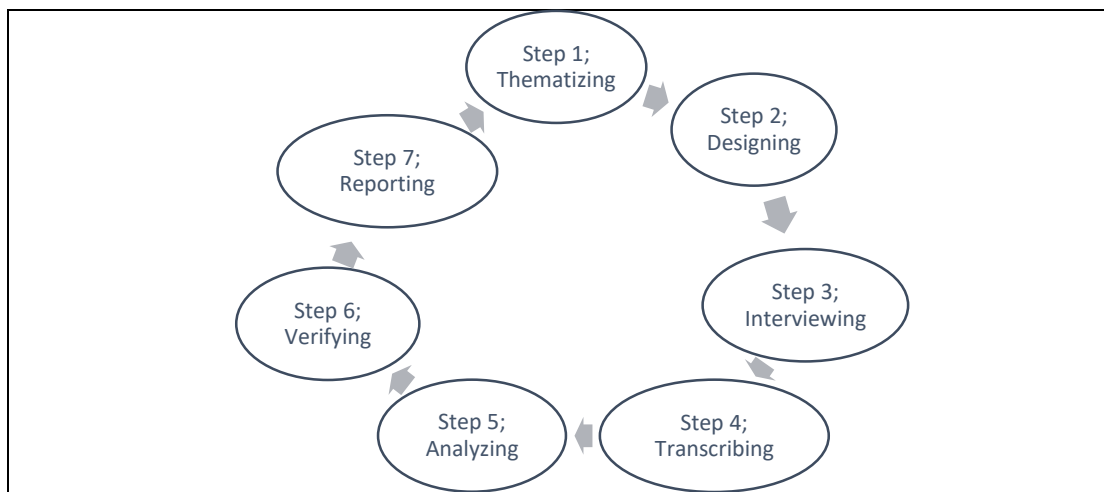 Step 1;
Thematizing
Step 2;
Designing
Step 3;
Interviewing
Step 4;
Transcribing
Step 5;
Analyzing
Step 6;
Verifying
Step 7;
Reporting